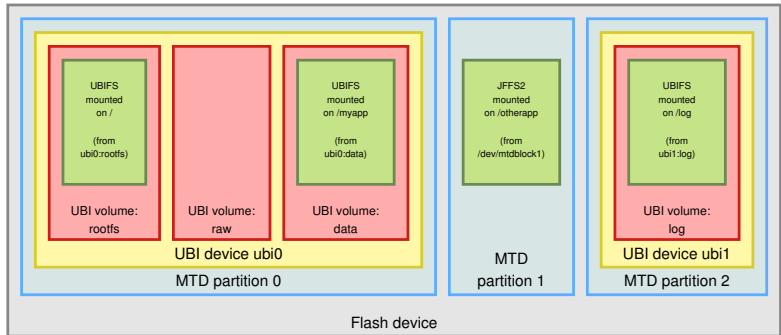 UBIFS
mounted
on /
(from
ubi0:rootfs)
UBI volume:
rootfs
UBI volume:
raw
UBIFS
mounted
on /myapp
(from
ubi0:data)
UBI volume:
data
UBI device ubi0
MTD partition 0
JFFS2
mounted
on /otherapp
(from
/dev/mtdblock1)
MTD
partition 1
UBIFS
mounted
on /log
(from
ubi1:log)
UBI volume:
log
UBI device ubi1
MTD partition 2
Flash device